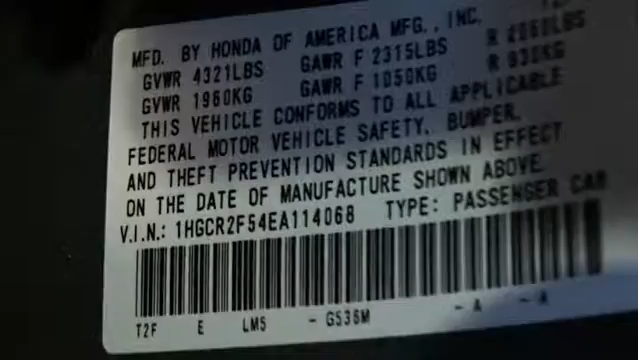 MFD. BY HONDA OF AMERICA MFG., INC.
GVWR 4321LBS GAWR F 2315LBS R 2060LBS
GVWR 1960KG GAWR F 1050KG R 930KG
THIS VEHICLE CONFORMS TO ALL APPLICABLE
FEDERAL MOTOR VEHICLE SAFETY, BUMPER,
AND THEFT PREVENTION STANDARDS IN EFFECT
ON THE DATE OF MANUFACTURE SHOWN ABOVE
V.I.N.: 1HGCR2F54EA114068 TYPE: PASSENGER CAR
T2F E LM5 - G536M - A - A